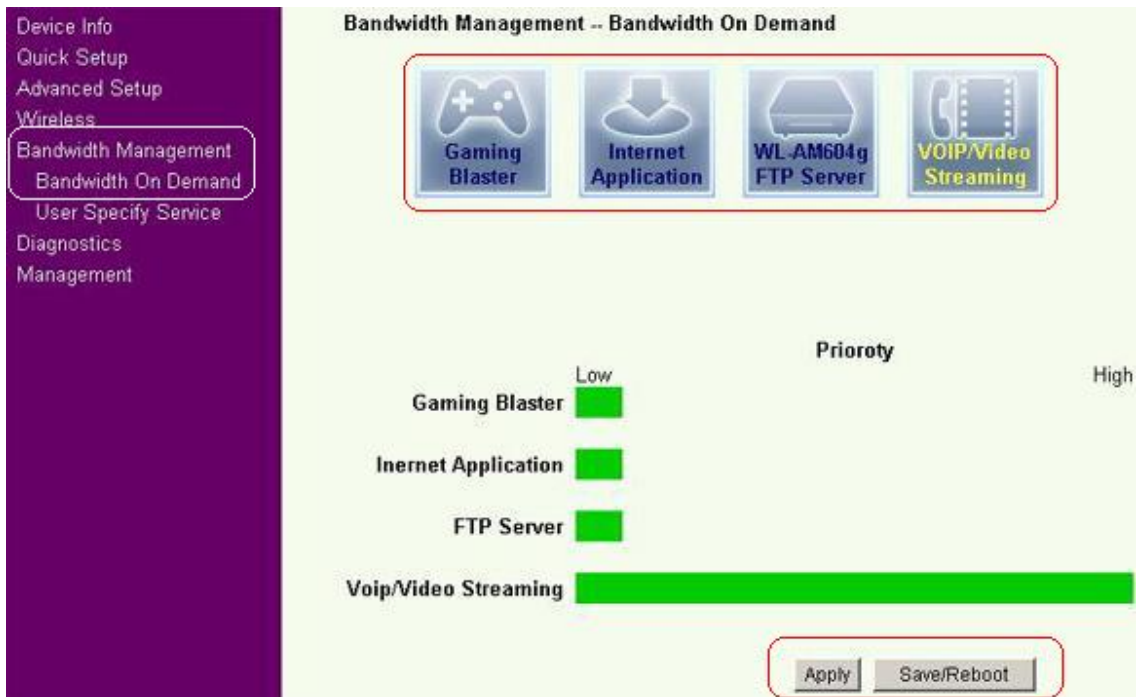 Device Info
Quick Setup
Advanced Setup
Wireless
Bandwidth Management
Bandwidth On Demand
User Specify Service
Diagnostics
Management
Bandwidth Management -- Bandwidth On Demand
Gaming
Blaster
Internet
Application
WL-AM604g
FTP Server
VOIP/Video
Streaming
Prioroty
Low
High
Gaming Blaster
Inernet Application
FTP Server
Voip/Video Streaming
Apply
Save/Reboot